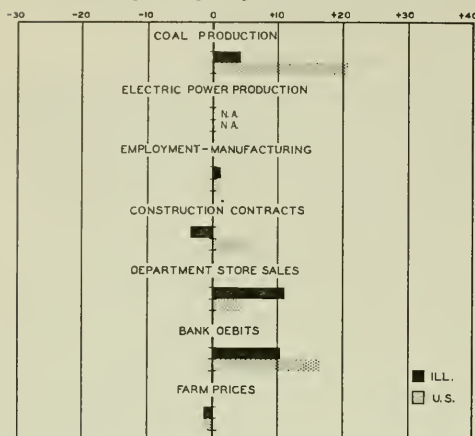 -30 -20 -10 0 +10 +20 +30 +40
COAL PRODUCTION
ELECTRIC POWER PRODUCTION
N.A.
N.A.
EMPLOYMENT-MANUFACTURING
CONSTRUCTION CONTRACTS
DEPARTMENT STORE SALES
BANK DEBITS
FARM PRICES
ILL.
U.S.